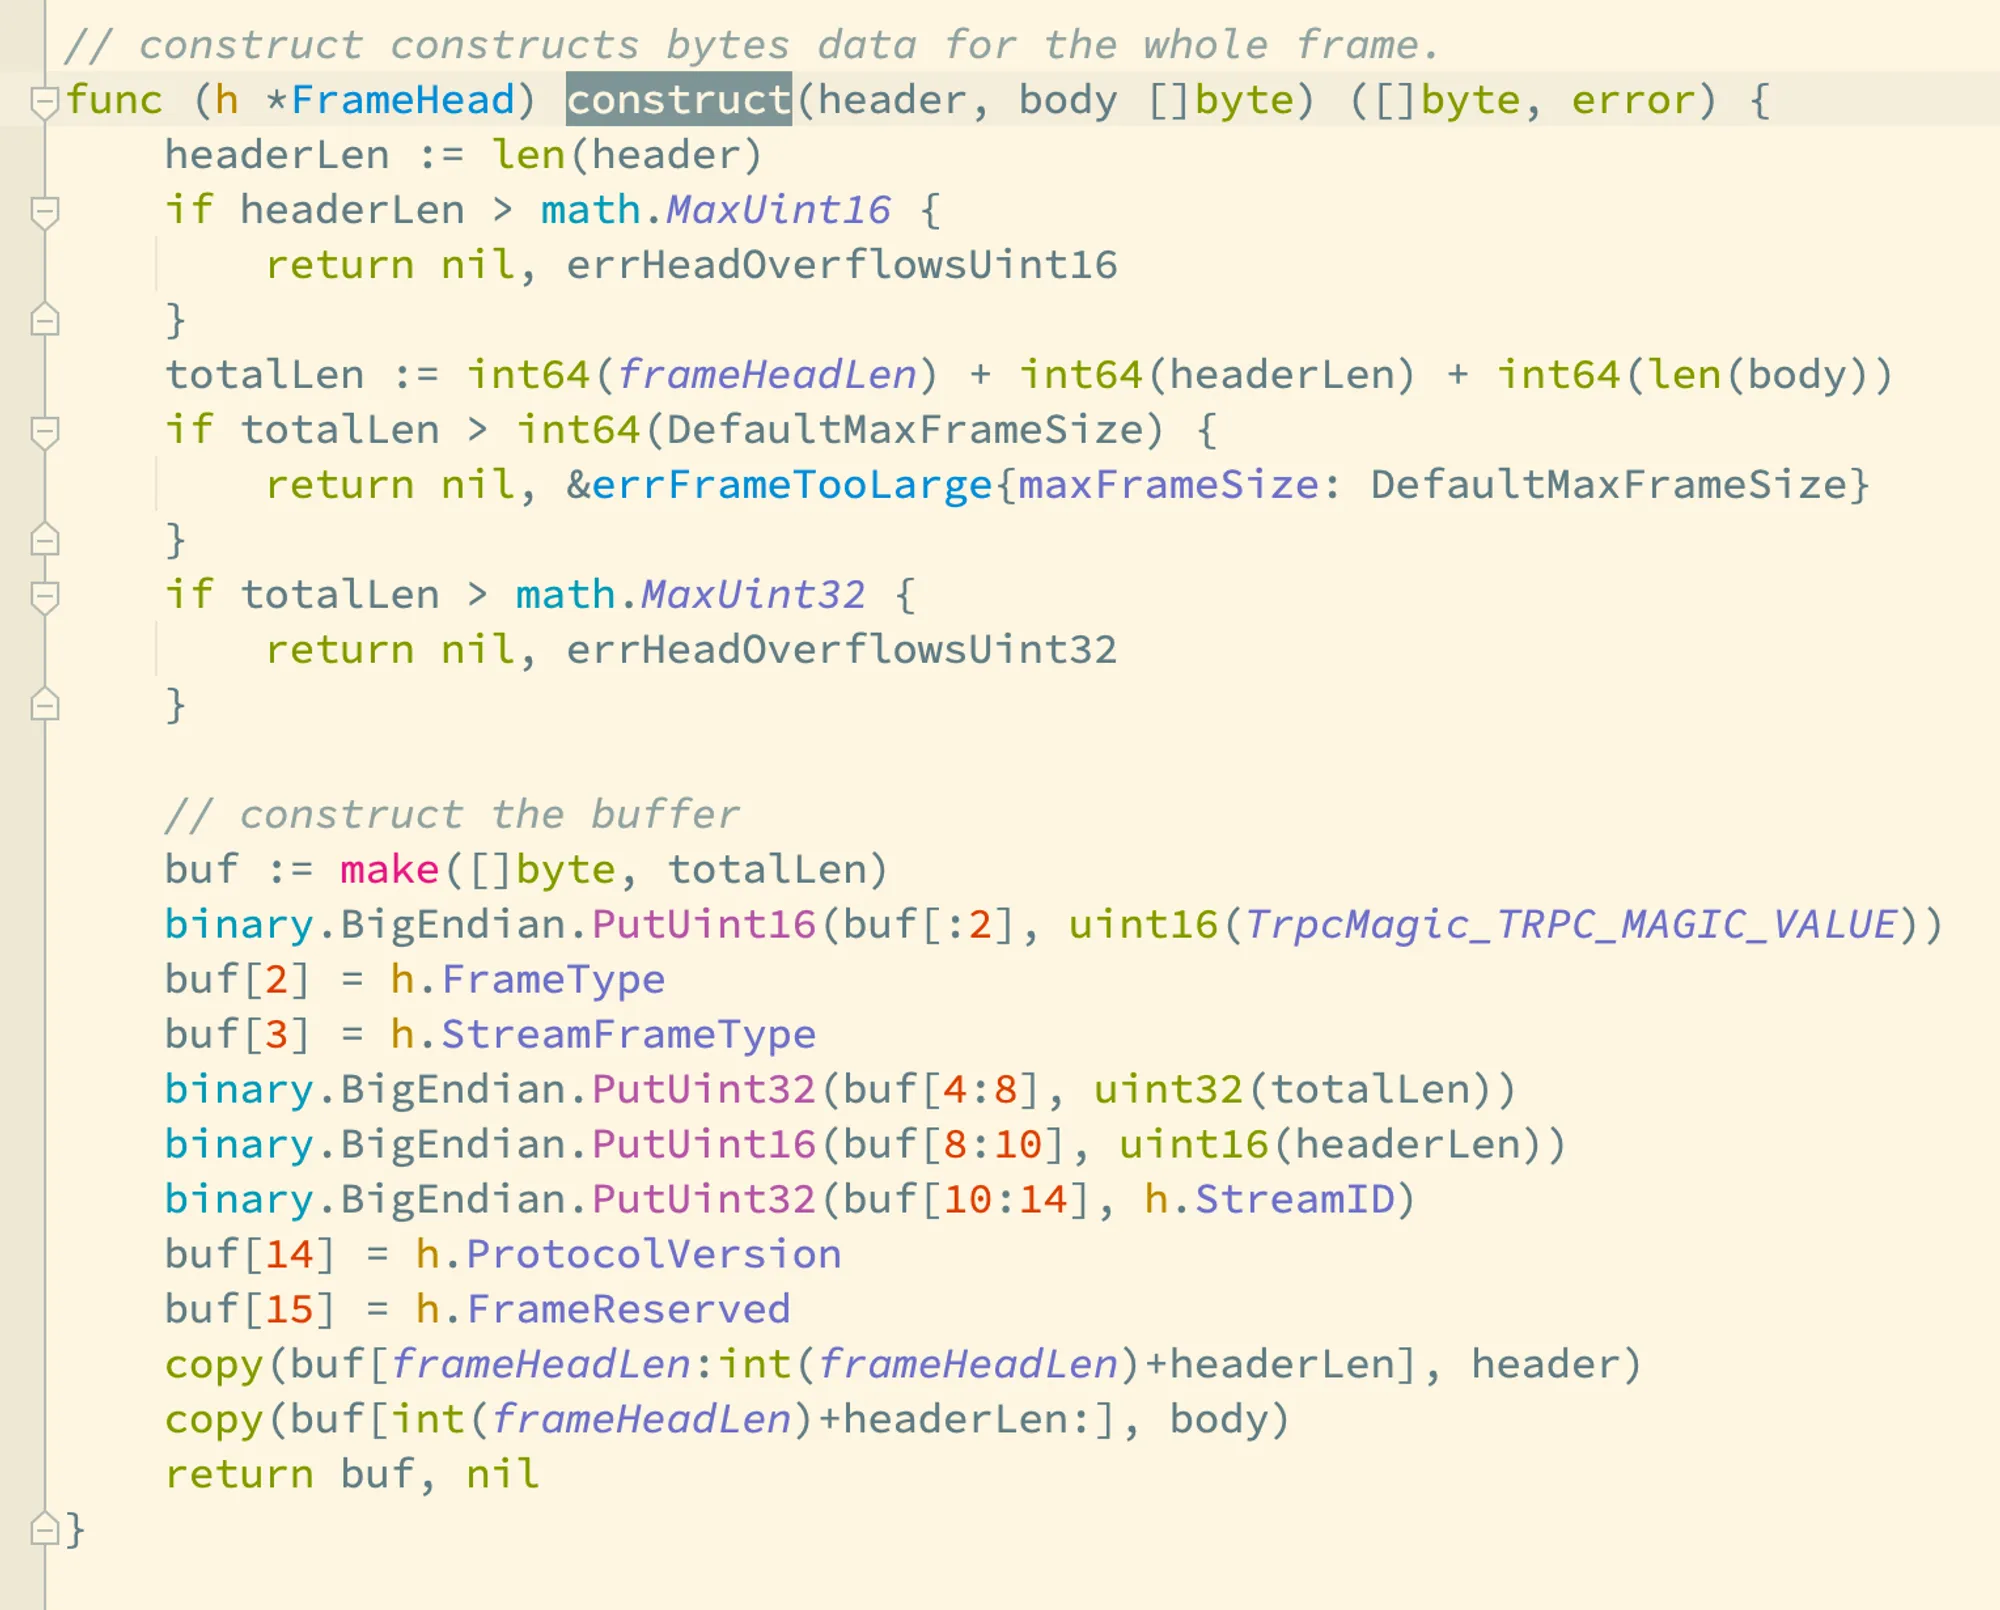 // construct constructs bytes data for the whole frame.
func (h *FrameHead) construct(header, body []byte) ([]byte, error) {
    headerLen := len(header)
    if headerLen > math.MaxUint16 {
        return nil, errHeadOverflowsUint16
    }
    totalLen := int64(frameHeadLen) + int64(headerLen) + int64(len(body))
    if totalLen > int64(DefaultMaxFrameSize) {
        return nil, &errFrameTooLarge{maxFrameSize: DefaultMaxFrameSize}
    }
    if totalLen > math.MaxUint32 {
        return nil, errHeadOverflowsUint32
    }

    // construct the buffer
    buf := make([]byte, totalLen)
    binary.BigEndian.PutUint16(buf[:2], uint16(TrpcMagic_TRPC_MAGIC_VALUE))
    buf[2] = h.FrameType
    buf[3] = h.StreamFrameType
    binary.BigEndian.PutUint32(buf[4:8], uint32(totalLen))
    binary.BigEndian.PutUint16(buf[8:10], uint16(headerLen))
    binary.BigEndian.PutUint32(buf[10:14], h.StreamID)
    buf[14] = h.ProtocolVersion
    buf[15] = h.FrameReserved
    copy(buf[frameHeadLen:int(frameHeadLen)+headerLen], header)
    copy(buf[int(frameHeadLen)+headerLen:], body)
    return buf, nil
}